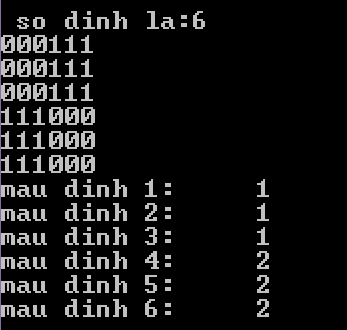 so dinh la:6
000111
000111
000111
111000
111000
111000
mau dinh 1: 1
mau dinh 2: 1
mau dinh 3: 1
mau dinh 4: 2
mau dinh 5: 2
mau dinh 6: 2